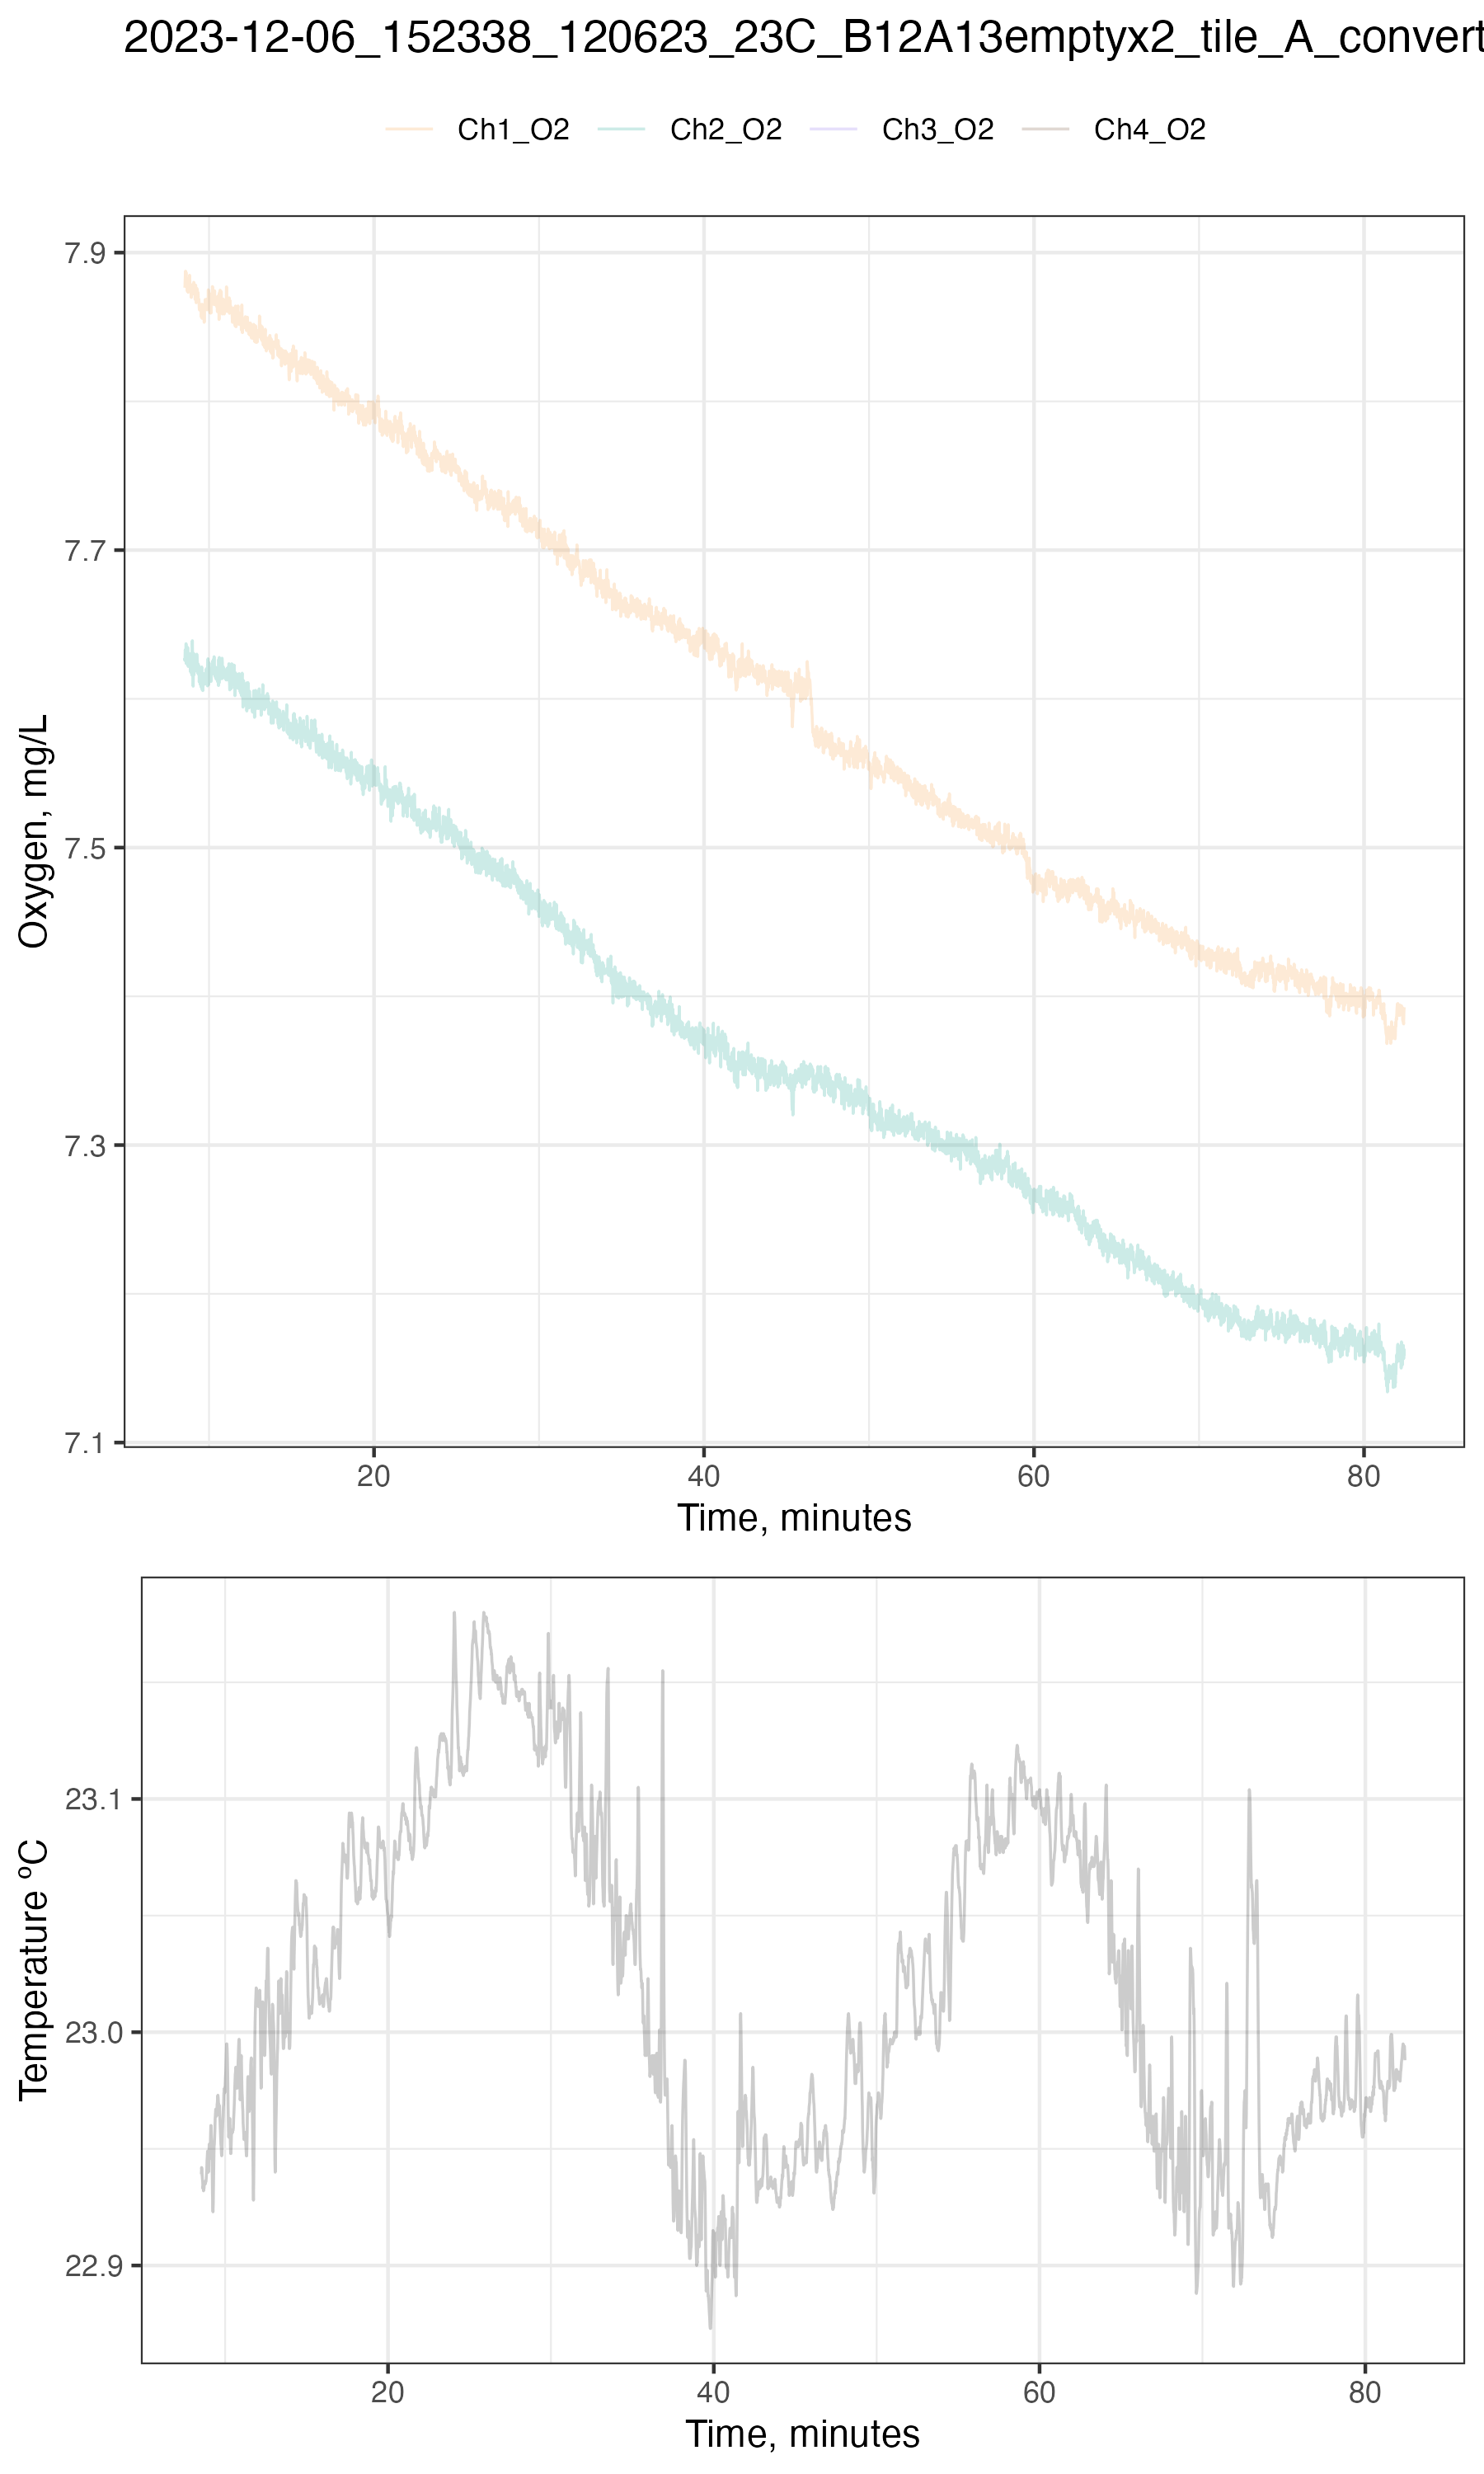 2023-12-06_152338_120623_23C_B12A13emptyx2_tile_A_convert
Ch1_O2 Ch2_O2 Ch3_O2 Ch4_O2
7.9
7.7
7.5
7.3
7.1
Oxygen, mg/L
20 40 60 80
Time, minutes
23.1
23.0
22.9
Temperature ºC
20 40 60 80
Time, minutes